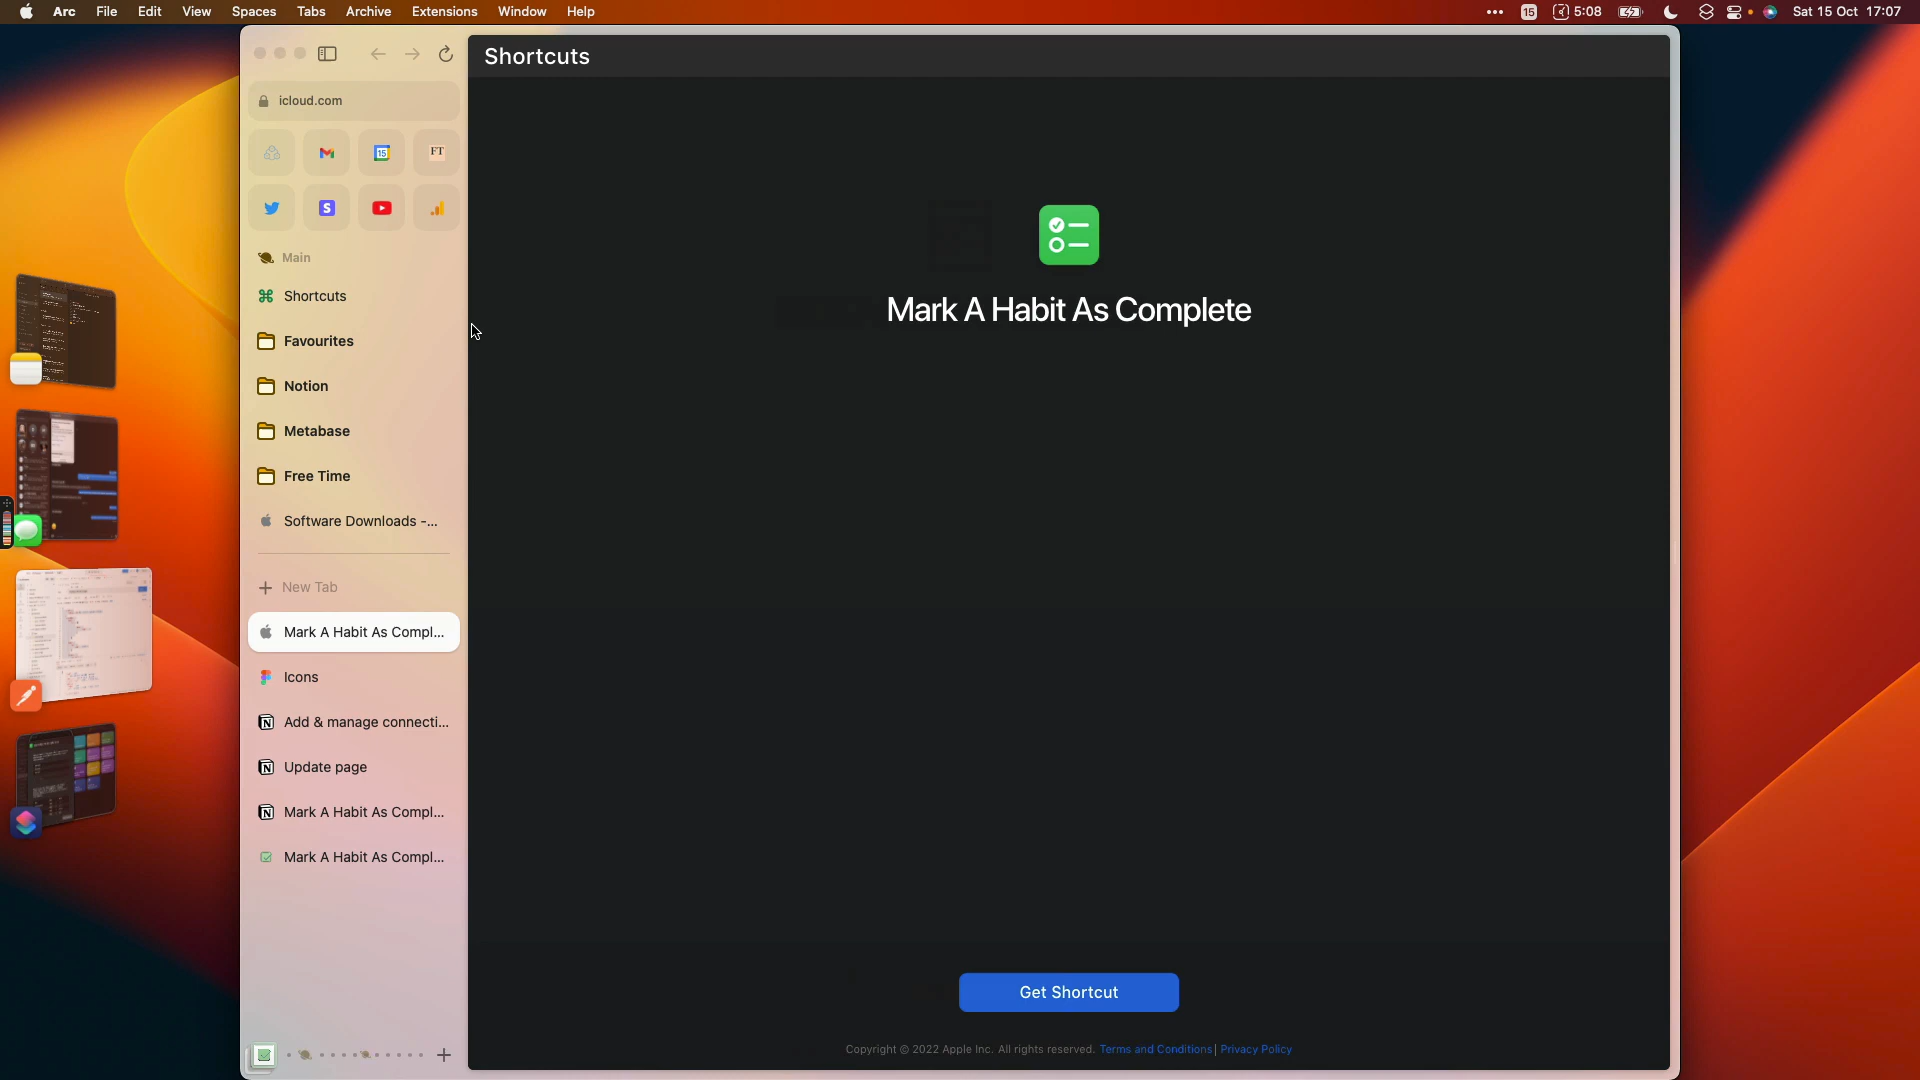 Arc File Edit View Spaces Tabs Archive Extensions Window Help
15 5:08 Sat 15 Oct 17:07
icloud.com
15 FT
S
Main
Shortcuts
Favourites
Notion
Metabase
Free Time
Software Downloads -...
New Tab
Mark A Habit As Compl...
Icons
Add & manage connecti...
Update page
Mark A Habit As Compl...
Mark A Habit As Compl...
Shortcuts
Mark A Habit As Complete
Get Shortcut
Copyright © 2022 Apple Inc. All rights reserved. Terms and Conditions | Privacy Policy